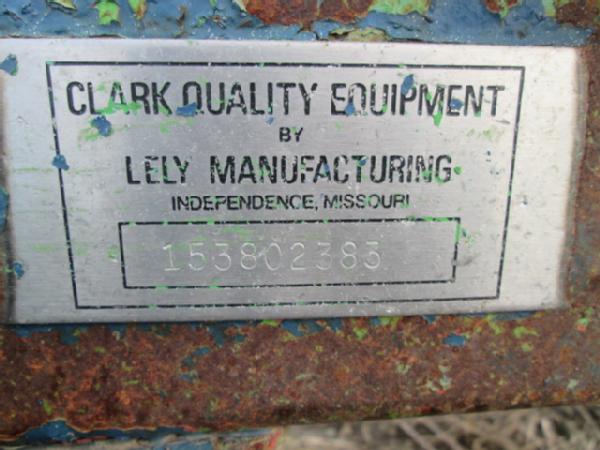 CLARK QUALITY EQUIPMENT
BY
LELY MANUFACTURING
INDEPENDENCE, MISSOURI
153802383